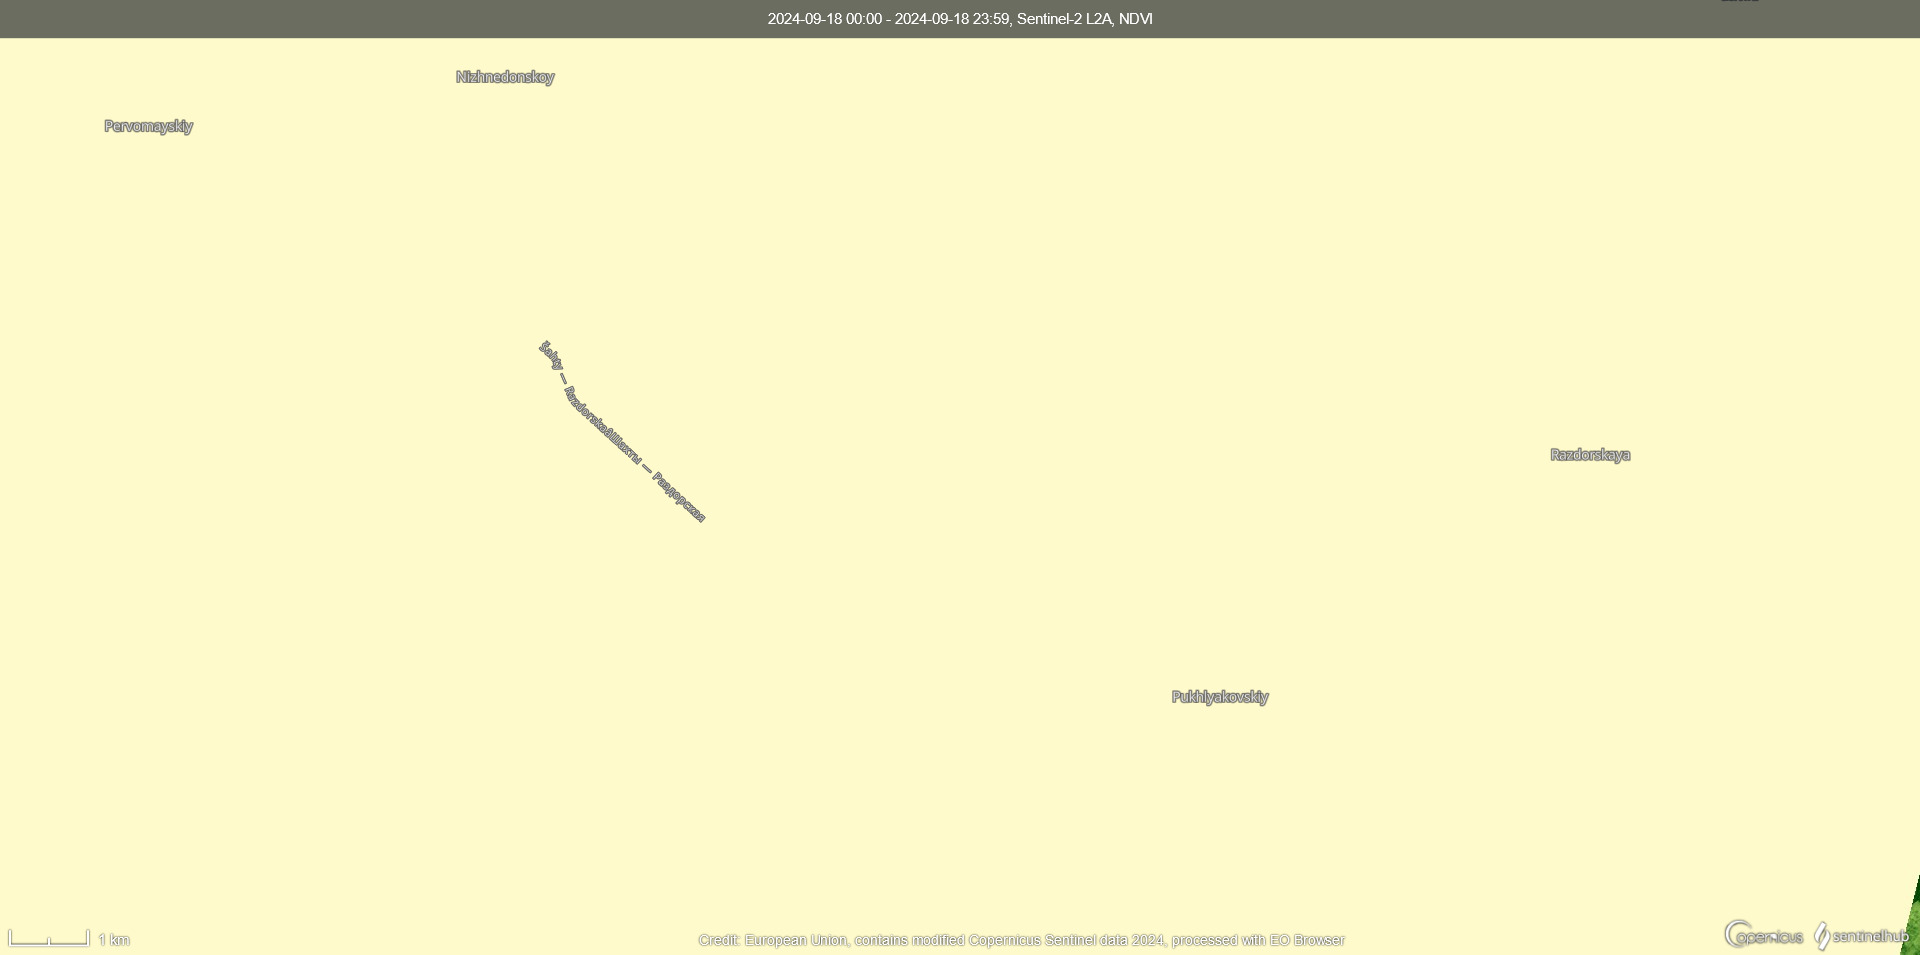 2024-09-18 00:00 - 2024-09-18 23:59, Sentinel-2 L2A, NDVI
Nizhnedonskoy
Pervomayskiy
Šahty — RazdorskaâШахты — Раздорская
Razdorskaya
Pukhlyakovskiy
1 km
Credit: European Union, contains modified Copernicus Sentinel data 2024, processed with EO Browser
Copernicus
sentinelhub